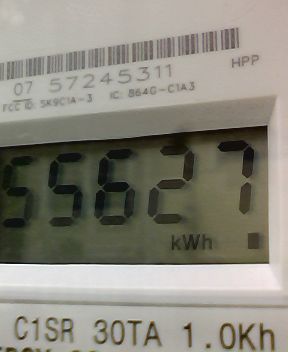 07 57245311
HPP
FCC ID: SK9C1A-3 IC: 864G-C1A3
55627
kWh
C1SR 30TA 1.0Kh